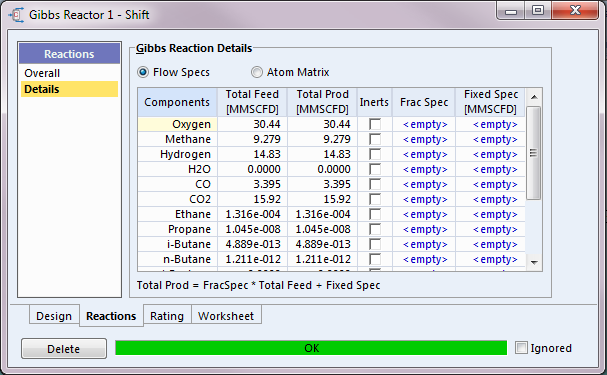 Gibbs Reactor 1 - Shift
Reactions
Overall
Details
Gibbs Reaction Details
Flow Specs Atom Matrix
Components Total Feed [MMSCFD] Total Prod [MMSCFD] Inerts Frac Spec Fixed Spec [MMSCFD]
Oxygen 30.44 30.44 <empty> <empty>
Methane 9.279 9.279 <empty> <empty>
Hydrogen 14.83 14.83 <empty> <empty>
H2O 0.0000 0.0000 <empty> <empty>
CO 3.395 3.395 <empty> <empty>
CO2 15.92 15.92 <empty> <empty>
Ethane 1.316e-004 1.316e-004 <empty> <empty>
Propane 1.045e-008 1.045e-008 <empty> <empty>
i-Butane 4.889e-013 4.889e-013 <empty> <empty>
n-Butane 1.211e-012 1.211e-012 <empty> <empty>
Total Prod = FracSpec * Total Feed + Fixed Spec
Design Reactions Rating Worksheet
Delete OK Ignored